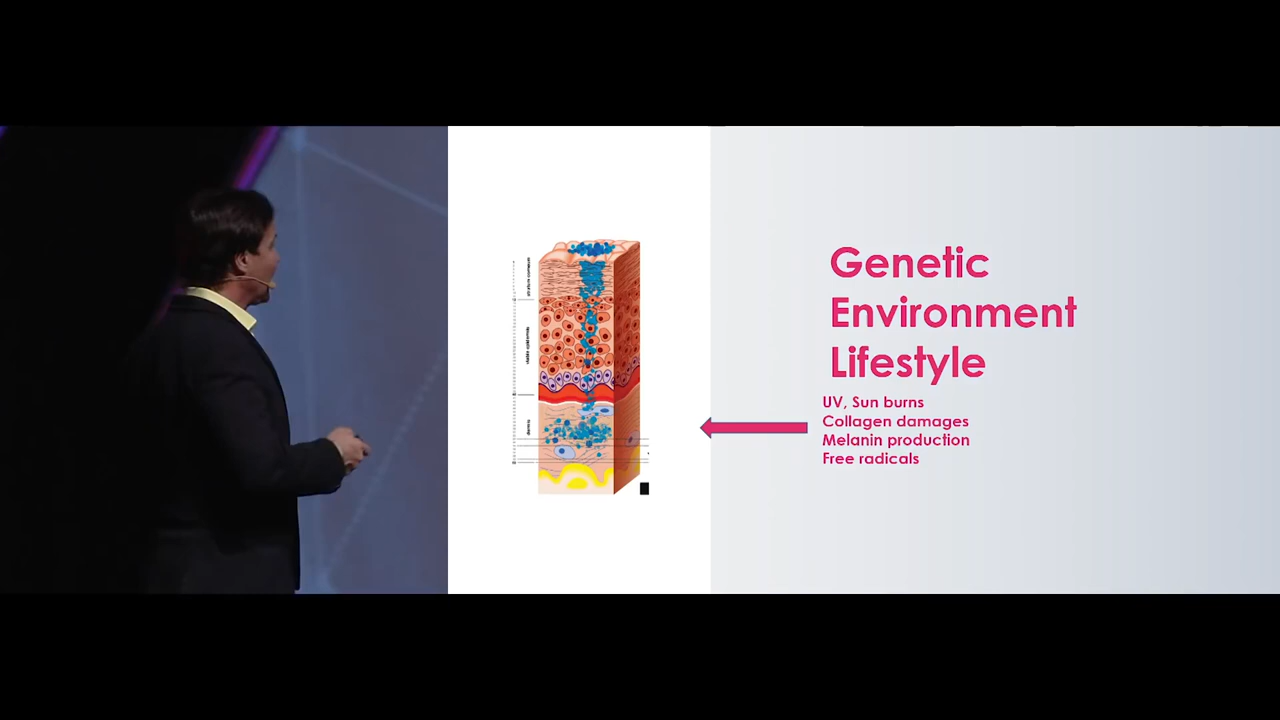 Genetic
Environment
Lifestyle
UV, Sun burns
Collagen damages
Melanin production
Free radicals